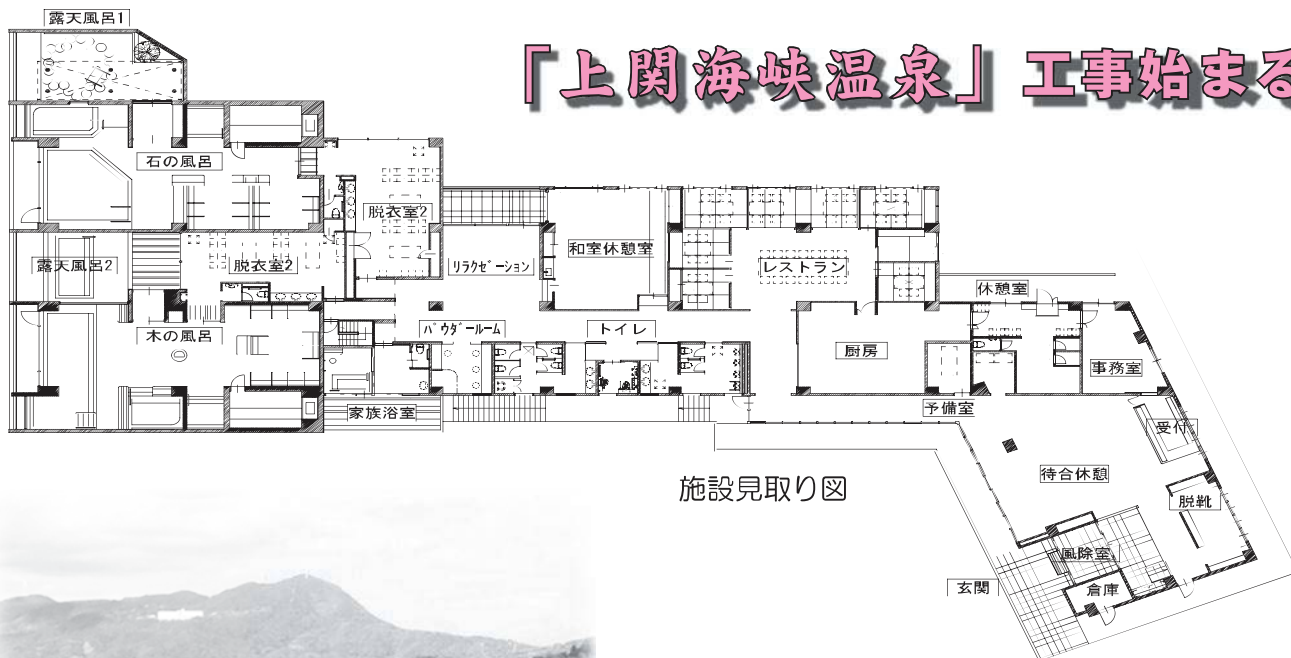 露天風呂1
「上関海峡温泉」工事始まる
石の風呂
脱衣室2
和室休憩室
露天風呂2
脱衣室2
リラクゼーション
レストラン
休憩室
木の風呂
パウダールーム
トイレ
厨房
事務室
家族浴室
予備室
受付
待合休憩
施設見取り図
脱靴
風除室
玄関
倉庫